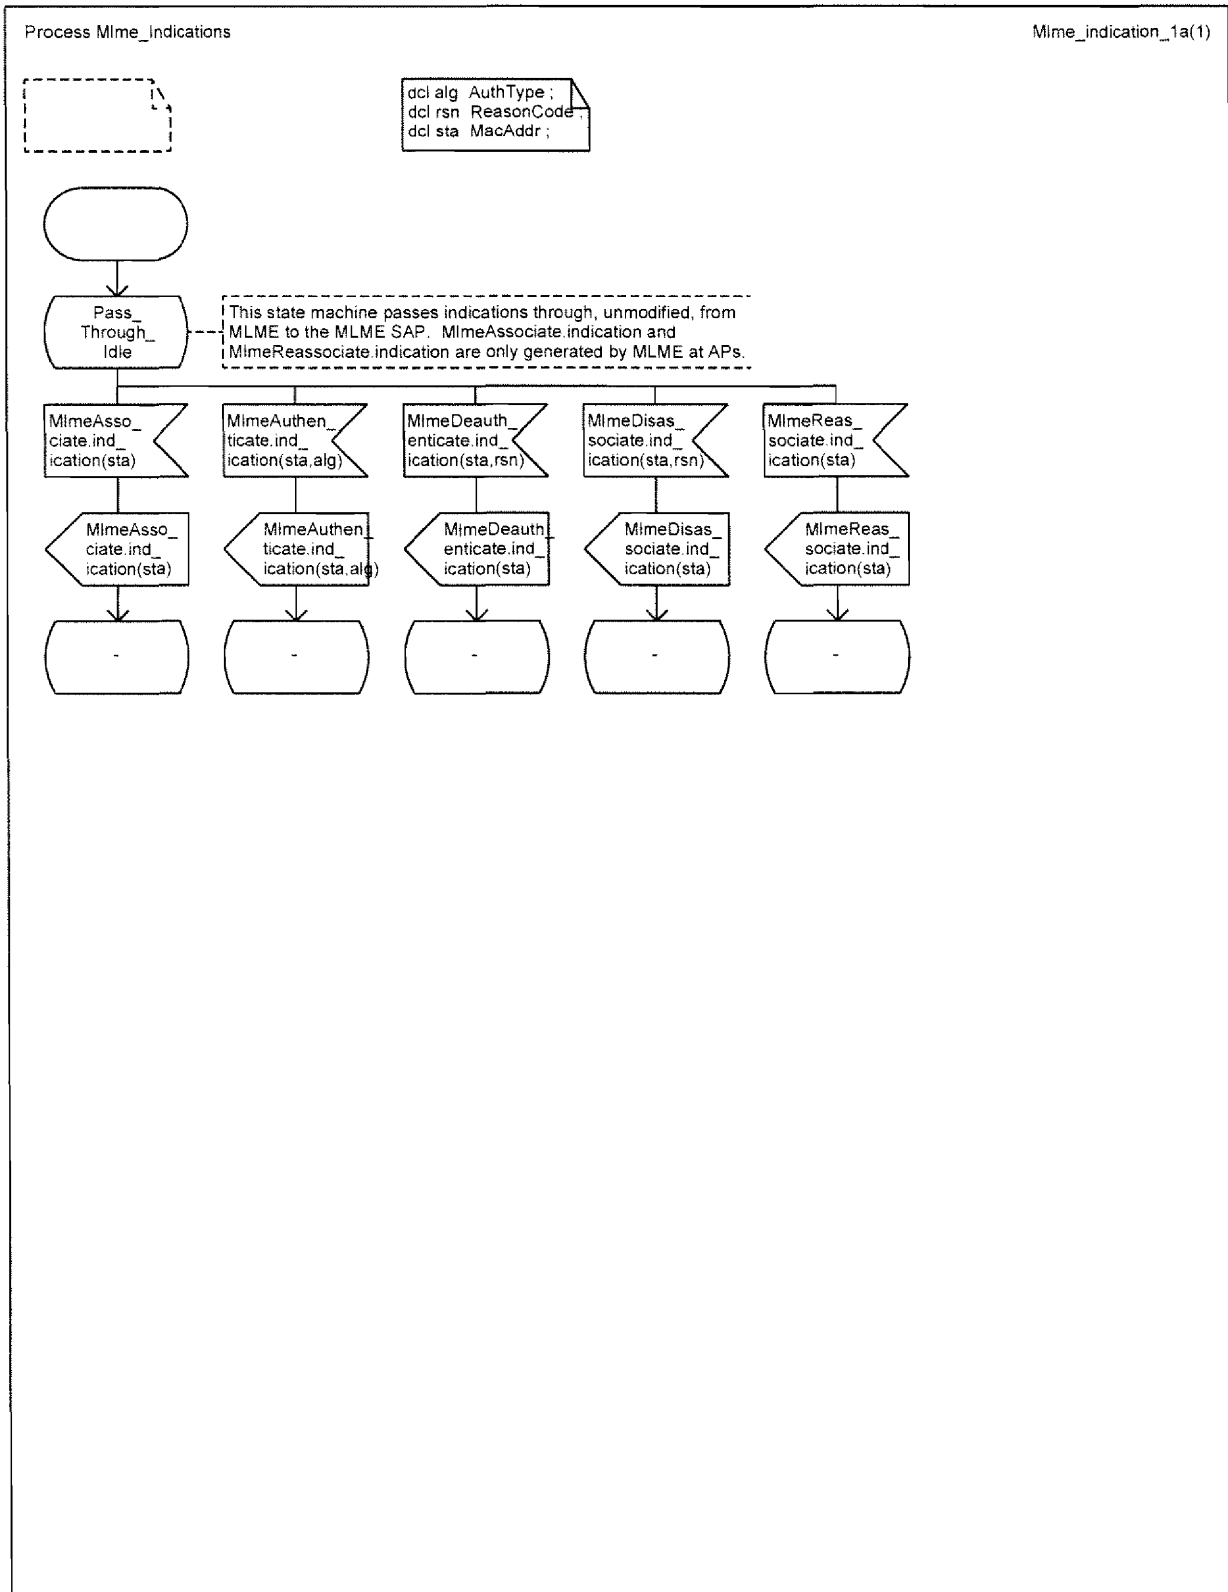 Process Mlme_Indications
Mlme_indication_1a(1)
dcl alg AuthType ;
dcl rsn ReasonCode ;
dcl sta MacAddr ;
Pass_
Through_
Idle
This state machine passes indications through, unmodified, from
MLME to the MLME SAP. MlmeAssociate.indication and
MlmeReassociate.indication are only generated by MLME at APs.
MlmeAsso_
ciate.ind_
ication(sta)
MlmeAuthen_
ticate.ind_
ication(sta,alg)
MlmeDeauth_
enticate.ind_
ication(sta,rsn)
MlmeDisas_
sociate.ind_
ication(sta,rsn)
MlmeReas_
sociate.ind_
ication(sta)
MlmeAsso_
ciate.ind_
ication(sta)
MlmeAuthen_
ticate.ind_
ication(sta,alg)
MlmeDeauth_
enticate.ind_
ication(sta)
MlmeDisas_
sociate.ind_
ication(sta)
MlmeReas_
sociate.ind_
ication(sta)
-
-
-
-
-